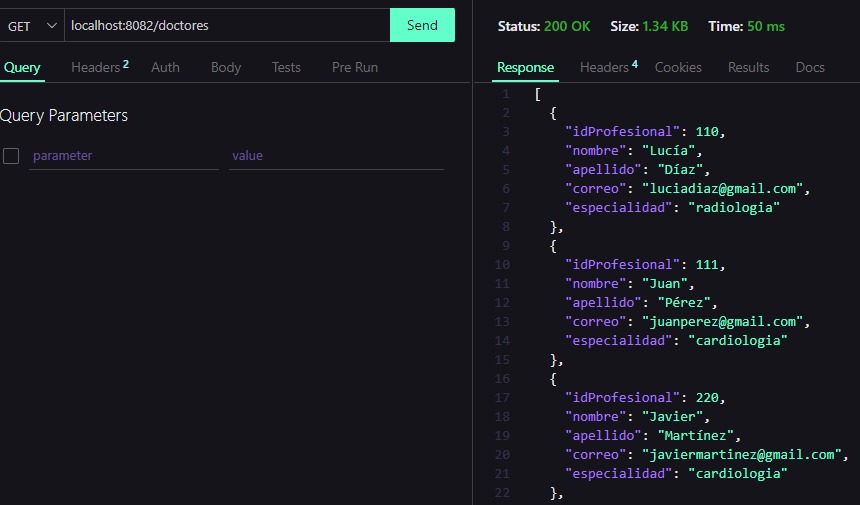 GET localhost:8082/doctores Send
Query Headers 2 Auth Body Tests Pre Run
Query Parameters
parameter value
Status: 200 OK Size: 1.34 KB Time: 50 ms
Response Headers 4 Cookies Results Docs
1 [
2 {
3 "idProfesional": 110,
4 "nombre": "Lucía",
5 "apellido": "Díaz",
6 "correo": "luciadiaz@gmail.com",
7 "especialidad": "radiologia"
8 },
9 {
10 "idProfesional": 111,
11 "nombre": "Juan",
12 "apellido": "Pérez",
13 "correo": "juanperez@gmail.com",
14 "especialidad": "cardiologia"
15 },
16 {
17 "idProfesional": 220,
18 "nombre": "Javier",
19 "apellido": "Martínez",
20 "correo": "javiermartinez@gmail.com",
21 "especialidad": "cardiologia"
22 },